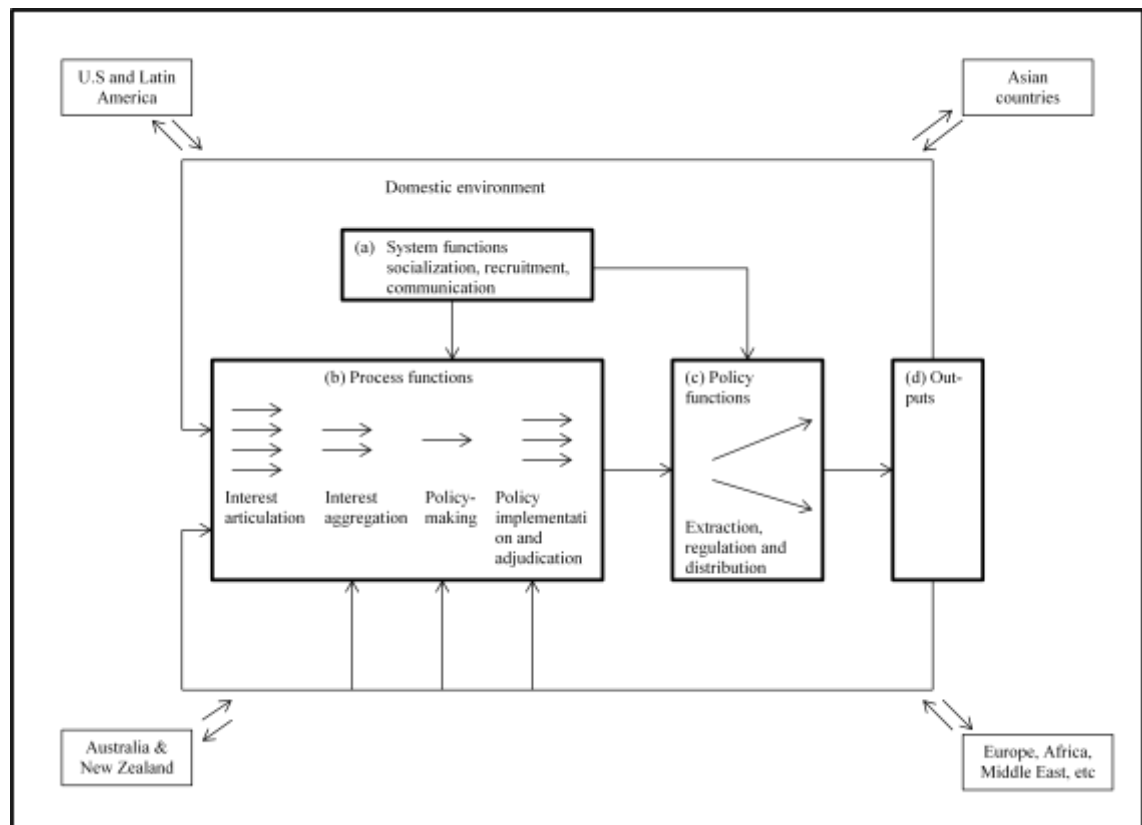 U.S and Latin
America
Asian
countries
Domestic environment
(a) System functions
socialization, recruitment,
communication
(b) Process functions
Interest
articulation
Interest
aggregation
Policy-
making
Policy
implementati
on and
adjudication
(c) Policy
functions
Extraction,
regulation and
distribution
(d) Out-
puts
Australia &
New Zealand
Europe, Africa,
Middle East, etc